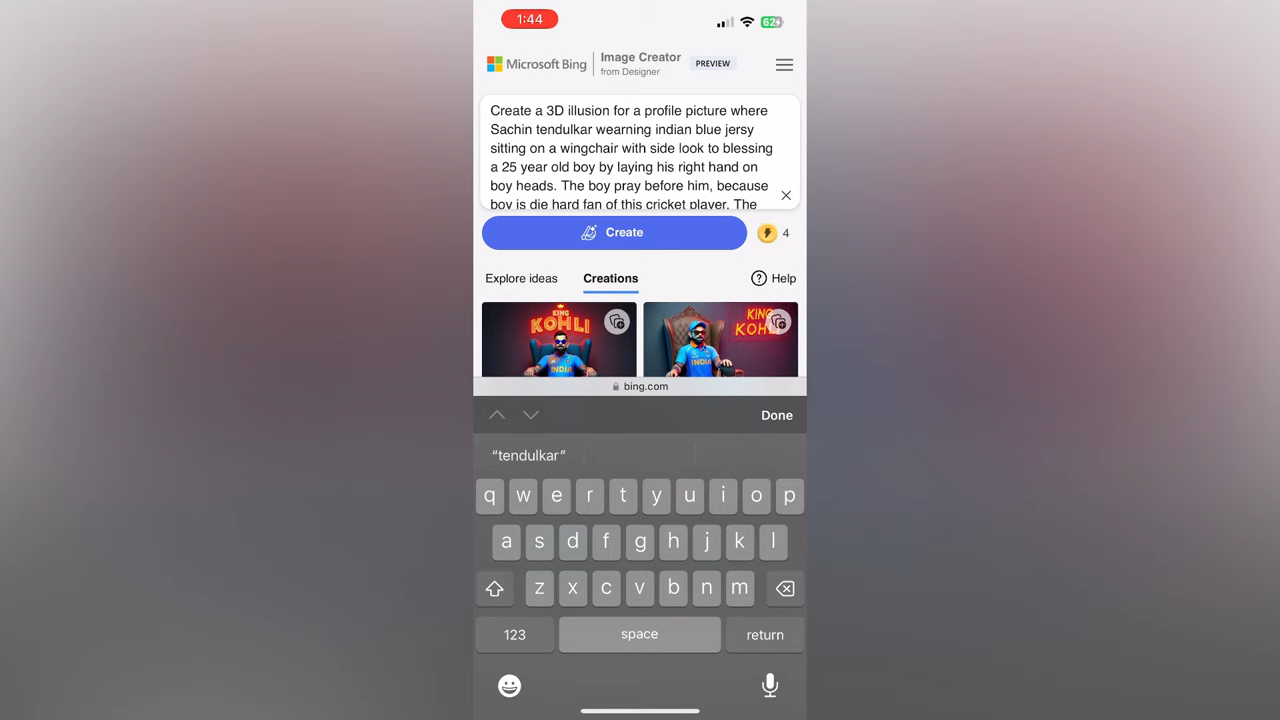 1:44
62
Microsoft Bing
Image Creator
from Designer
PREVIEW
Create a 3D illusion for a profile picture where
Sachin tendulkar wearning indian blue jersy
sitting on a wingchair with side look to blessing
a 25 year old boy by laying his right hand on
boy heads. The boy pray before him, because
boy is die hard fan of this cricket player. The
Create
4
Explore ideas
Creations
Help
KING
KOHLI
INDIA
KING
KOHLI
INDIA
bing.com
Done
“tendulkar”
q w e r t y u i o p
a s d f g h j k l
z x c v b n m
123
space
return